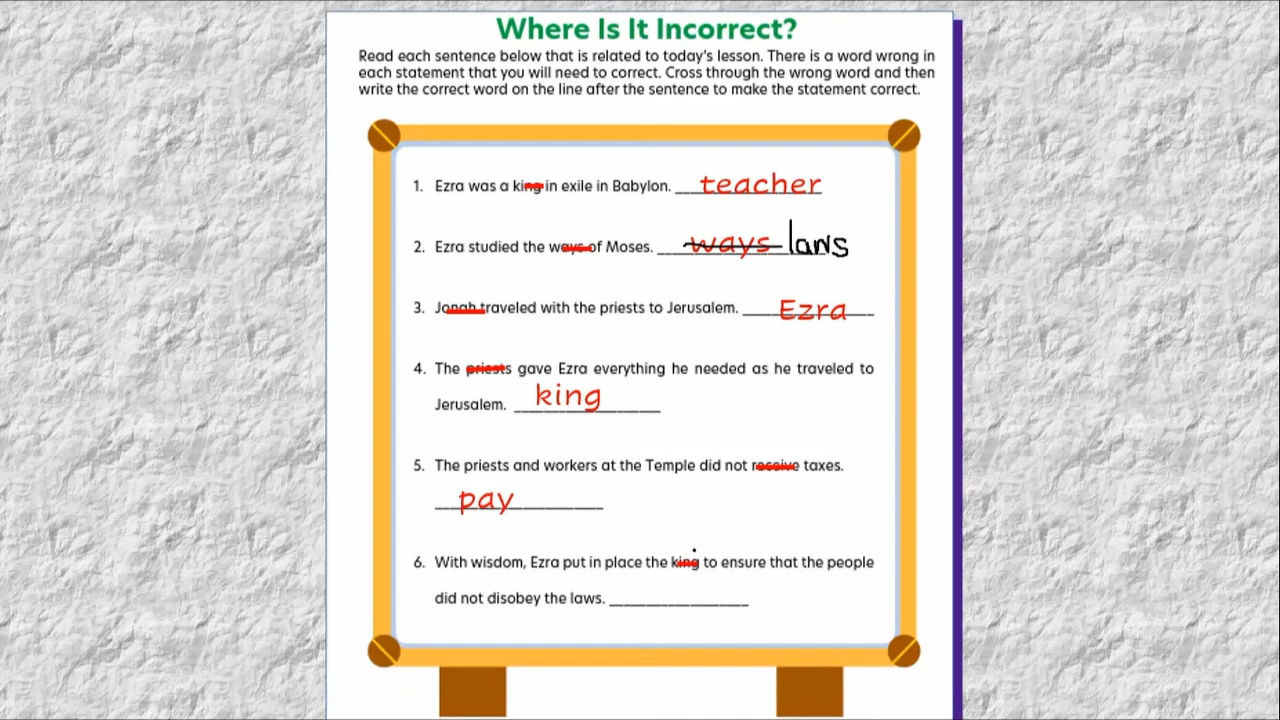 Where Is It Incorrect?
Read each sentence below that is related to today's lesson. There is a word wrong in
each statement that you will need to correct. Cross through the wrong word and then
write the correct word on the line after the sentence to make the statement correct.
1. Ezra was a king in exile in Babylon. teacher
2. Ezra studied the ways of Moses. ways laws
3. Jonah traveled with the priests to Jerusalem. Ezra
4. The priests gave Ezra everything he needed as he traveled to
Jerusalem. king
5. The priests and workers at the Temple did not receive taxes.
pay
6. With wisdom, Ezra put in place the king to ensure that the people
did not disobey the laws.